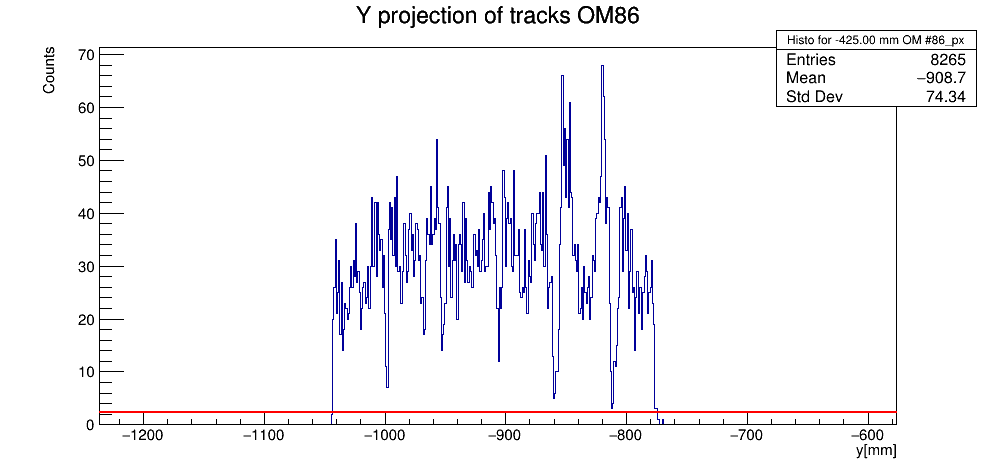 Y projection of tracks OM86
Histo for -425.00 mm OM #86_px
Entries 8265
Mean −908.7
Std Dev 74.34
Counts
70
60
50
40
30
20
10
0
−1200 −1100 −1000 −900 −800 −700 −600
y[mm]